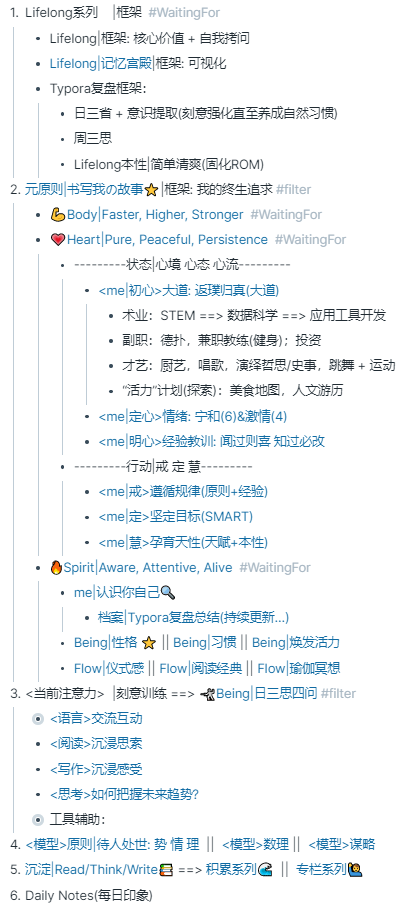 1. Lifelong系列 |框架 #WaitingFor
Lifelong|框架: 核心价值 + 自我拷问
Lifelong|记忆宫殿|框架: 可视化
Typora复盘框架:
日三省 + 意识提取(刻意强化直至养成自然习惯)
周三思
Lifelong本性|简单清爽(固化ROM)
2. 元原则|书写我の故事⭐|框架: 我的终生追求 #filter
💪Body|Faster, Higher, Stronger #WaitingFor
💗Heart|Pure, Peaceful, Persistence #WaitingFor
---------状态|心境 心态 心流---------
<me|初心>大道: 返璞归真(大道)
术业: STEM ==> 数据科学 ==> 应用工具开发
副职: 德扑，兼职教练(健身)；投资
才艺: 厨艺，唱歌，演绎哲思/史事，跳舞 + 运动
“活力”计划(探索): 美食地图，人文游历
<me|定心>情绪: 宁和(6)&激情(4)
<me|明心>经验教训: 闻过则喜 知过必改
---------行动|戒 定 慧---------
<me|戒>遵循规律(原则+经验)
<me|定>坚定目标(SMART)
<me|慧>孕育天性(天赋+本性)
🔥Spirit|Aware, Attentive, Alive #WaitingFor
me|认识你自己🔍
档案|Typora复盘总结(持续更新...)
Being|性格 ⭐ || Being|习惯 || Being|焕发活力
Flow|仪式感 || Flow|阅读经典 || Flow|瑜伽冥想
3. <当前注意力> |刻意训练 ==> 🔫Being|日三思四问 #filter
<语言>交流互动
<阅读>沉浸思索
<写作>沉浸感受
<思考>如何把握未来趋势?
工具辅助:
4. <模型>原则|待人处世: 势 情 理 || <模型>数理 || <模型>谋略
5. 沉淀|Read/Think/Write📚 ==> 积累系列🌊 || 专栏系列🙋
6. Daily Notes(每日印象)